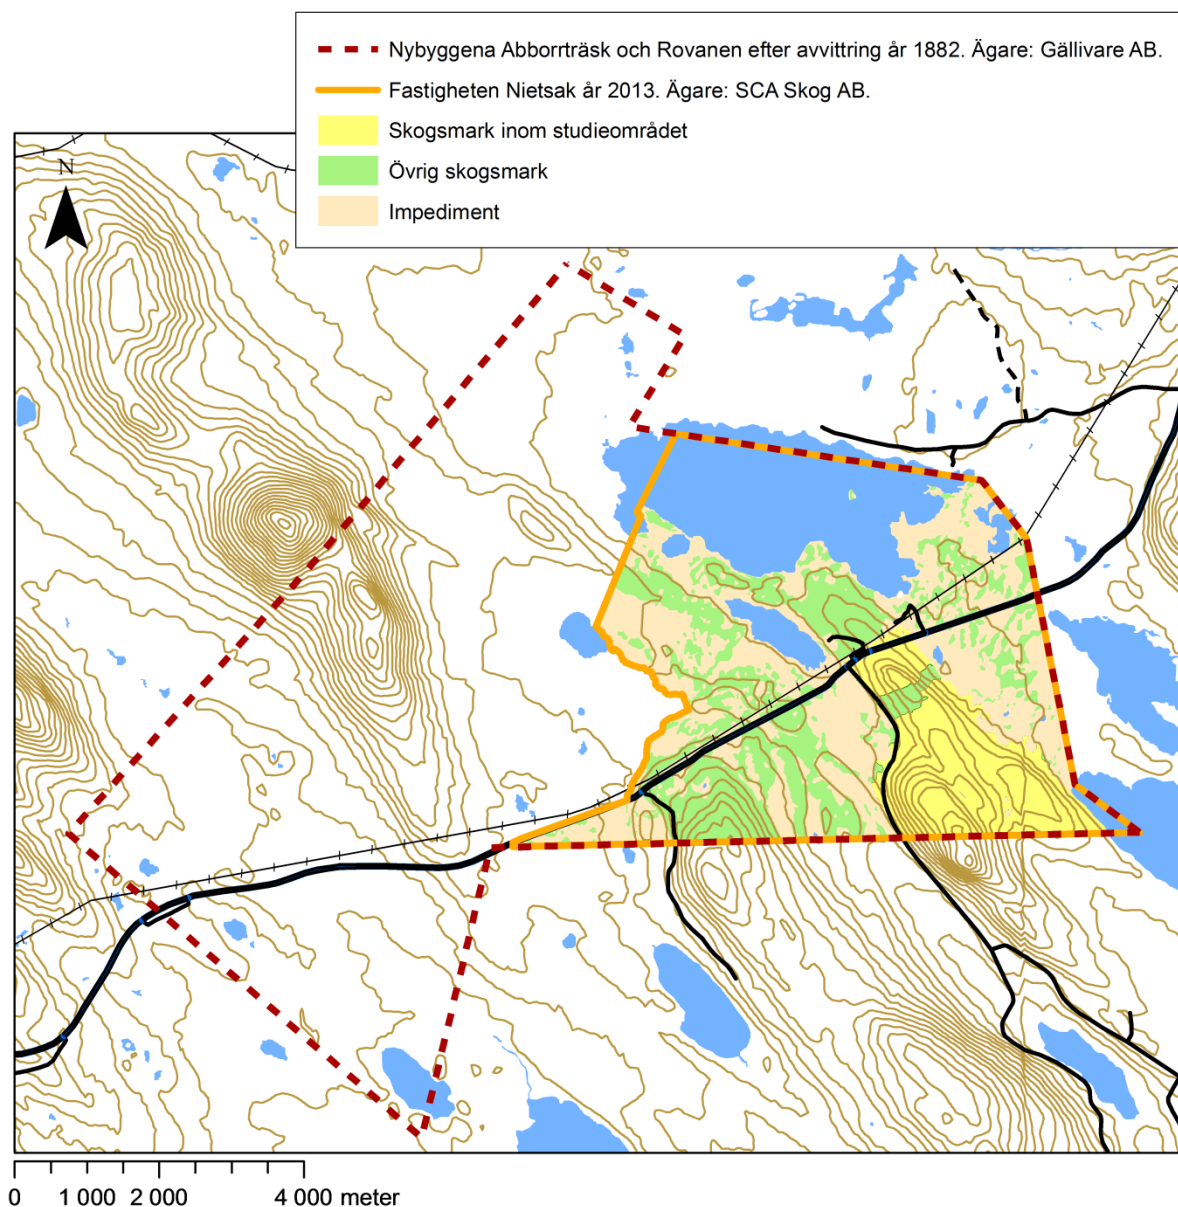 Nybyggena Abborrträsk och Rovanen efter avvittring år 1882. Ägare: Gällivare AB.
Fastigheten Nietsak år 2013. Ägare: SCA Skog AB.
Skogsmark inom studieområdet
Övrig skogsmark
Impediment
N
0 1 000 2 000 4 000 meter